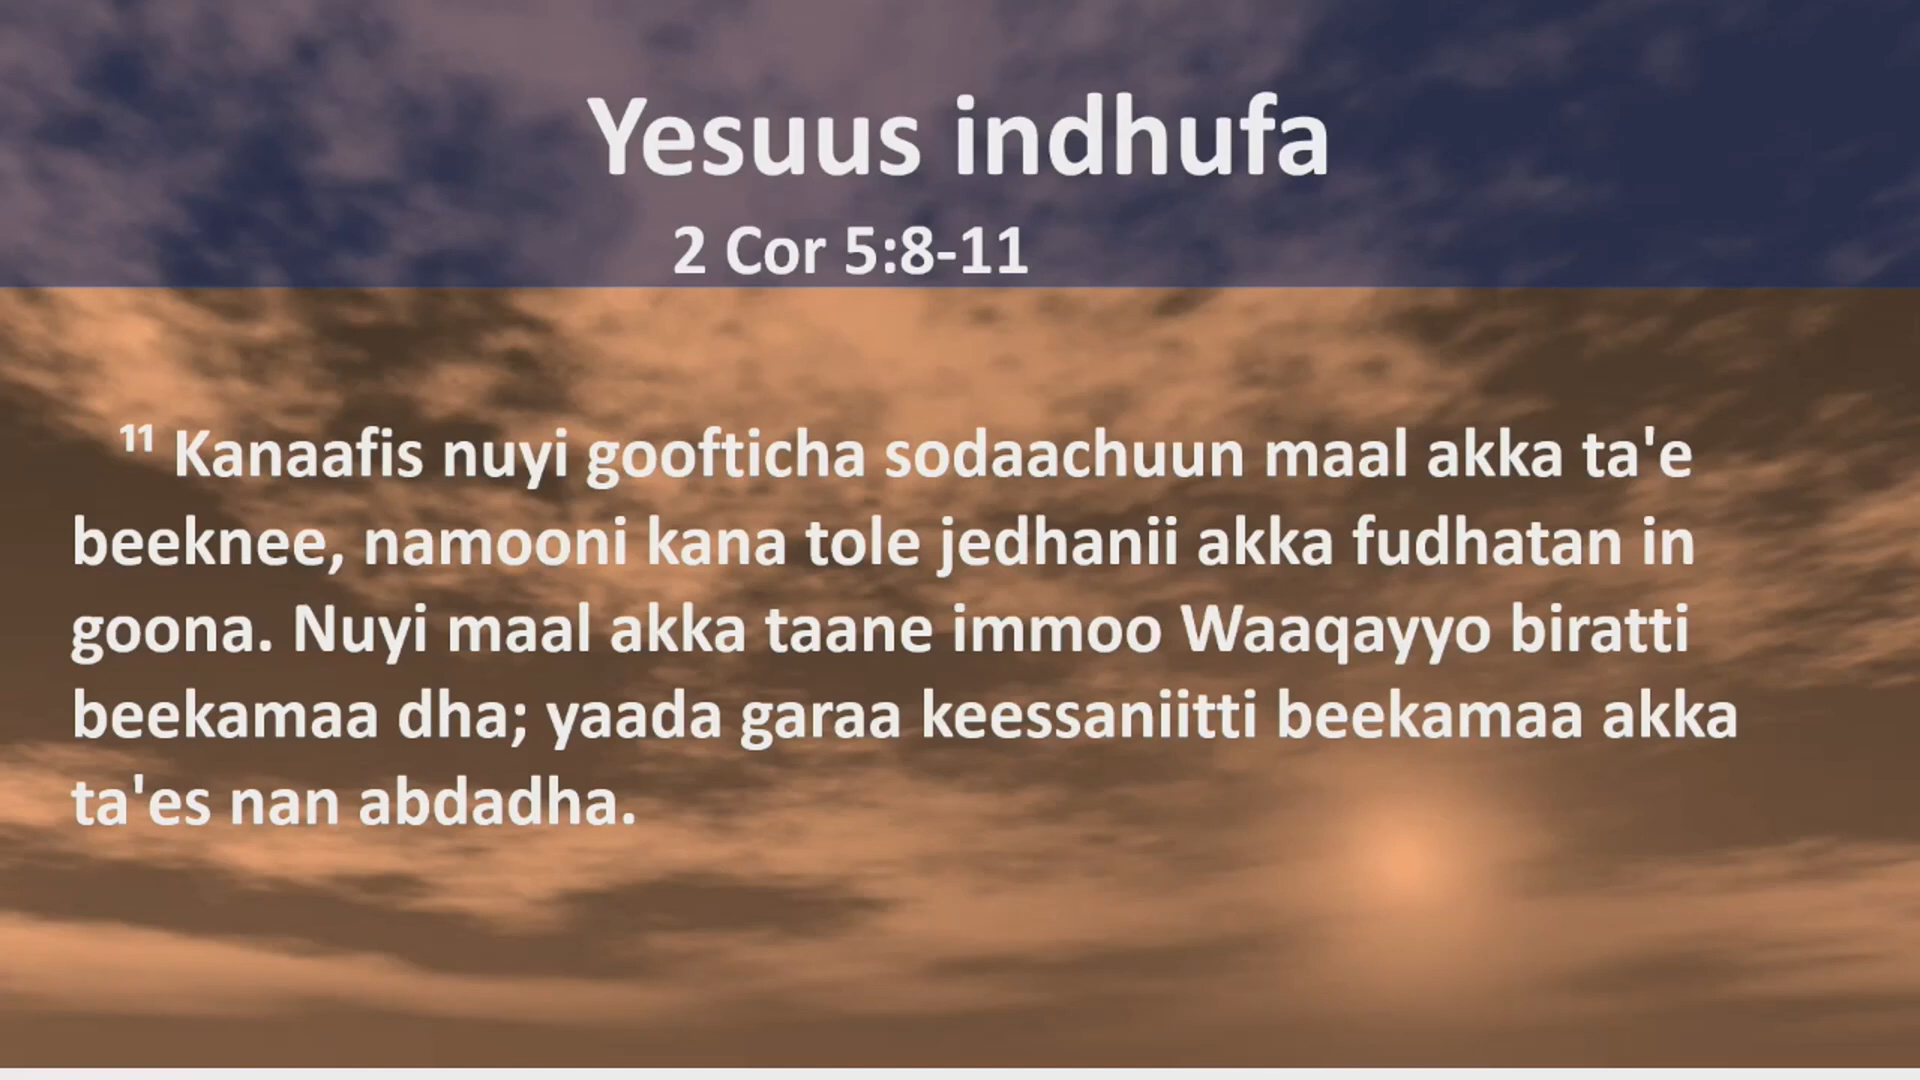 Yesuus indhufa
2 Cor 5:8-11
¹¹ Kanaafis nuyi goofticha sodaachuun maal akka ta'e
beeknee, namooni kana tole jedhanii akka fudhatan in
goona. Nuyi maal akka taane immoo Waaqayyo biratti
beekamaa dha; yaada garaa keessaniitti beekamaa akka
ta'es nan abdadha.